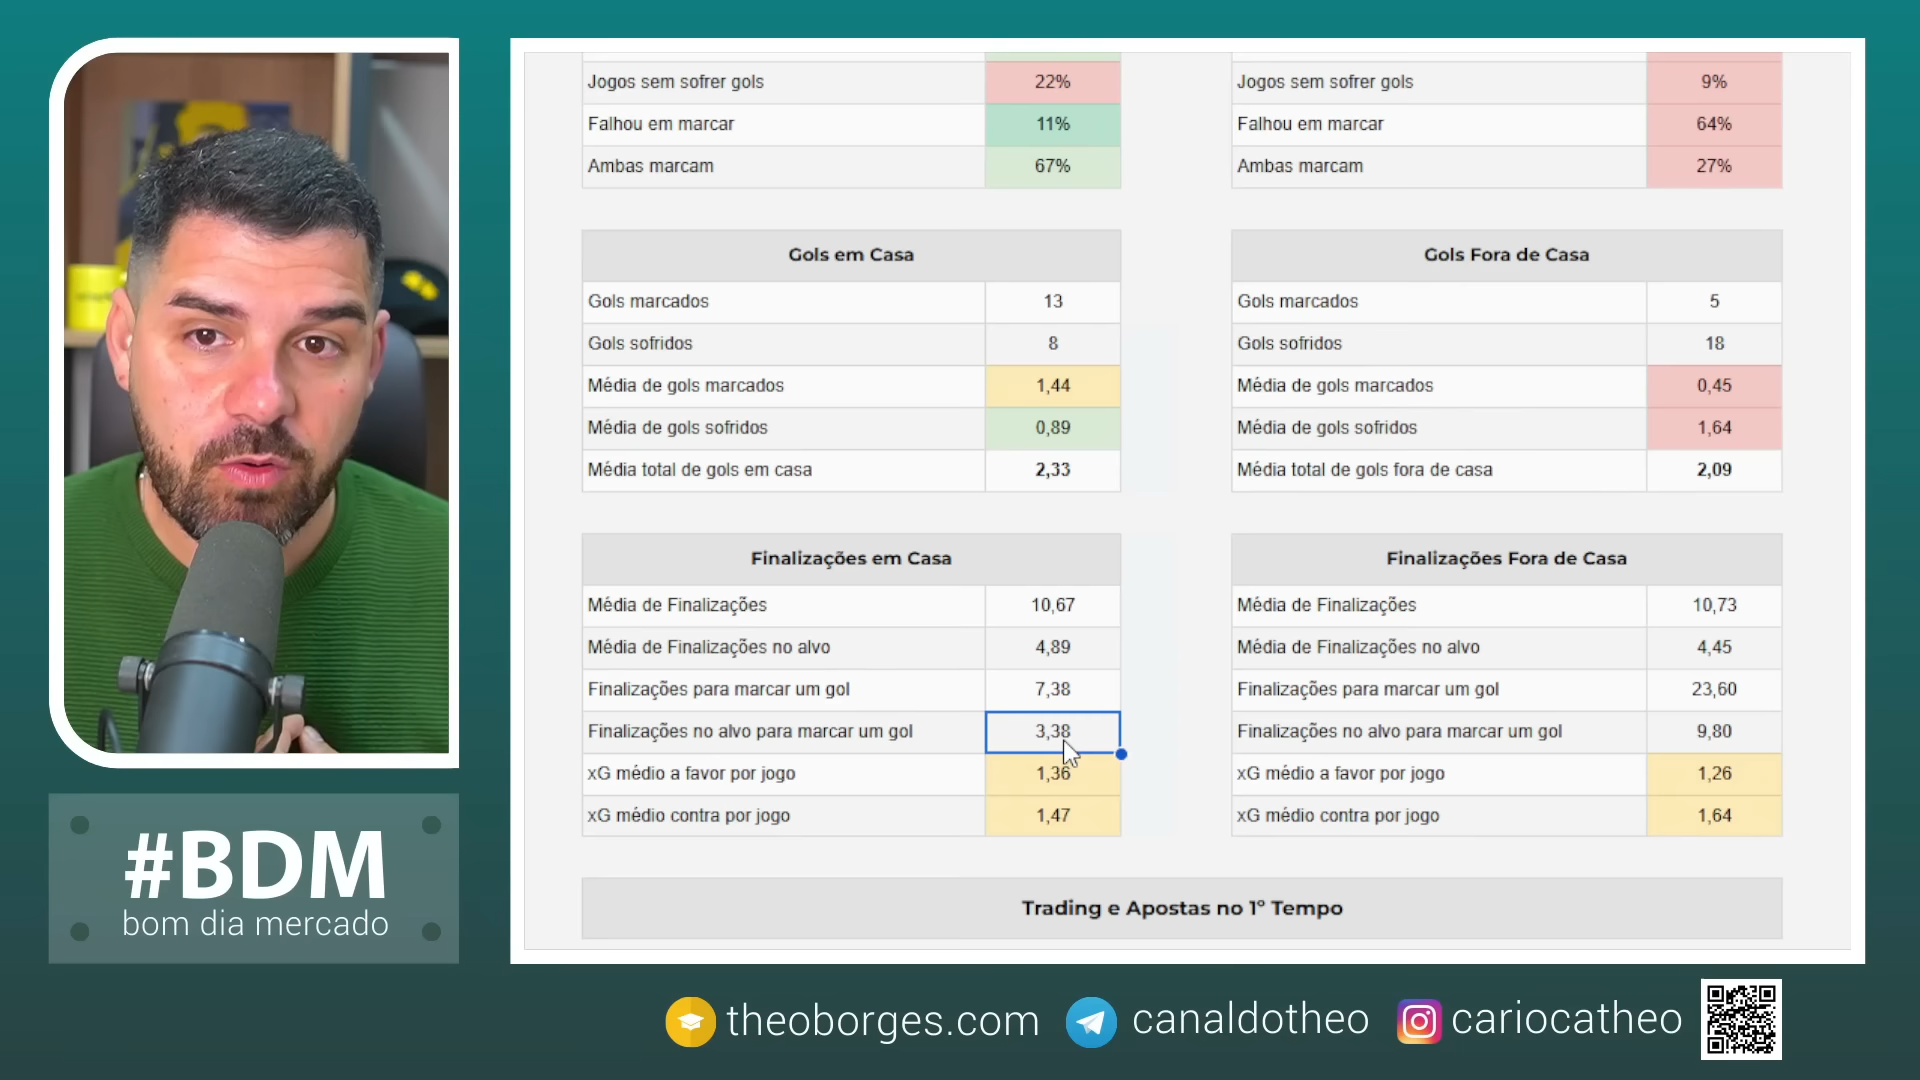 Jogos sem sofrer gols 22%
Falhou em marcar 11%
Ambas marcam 67%
Jogos sem sofrer gols 9%
Falhou em marcar 64%
Ambas marcam 27%
Gols em Casa
Gols marcados 13
Gols sofridos 8
Média de gols marcados 1,44
Média de gols sofridos 0,89
Média total de gols em casa 2,33
Gols Fora de Casa
Gols marcados 5
Gols sofridos 18
Média de gols marcados 0,45
Média de gols sofridos 1,64
Média total de gols fora de casa 2,09
Finalizações em Casa
Média de Finalizações 10,67
Média de Finalizações no alvo 4,89
Finalizações para marcar um gol 7,38
Finalizações no alvo para marcar um gol 3,38
xG médio a favor por jogo 1,36
xG médio contra por jogo 1,47
Finalizações Fora de Casa
Média de Finalizações 10,73
Média de Finalizações no alvo 4,45
Finalizações para marcar um gol 23,60
Finalizações no alvo para marcar um gol 9,80
xG médio a favor por jogo 1,26
xG médio contra por jogo 1,64
Trading e Apostas no 1º Tempo
#BDM
bom dia mercado
theoborges.com
canaldotheo
cariocatheo